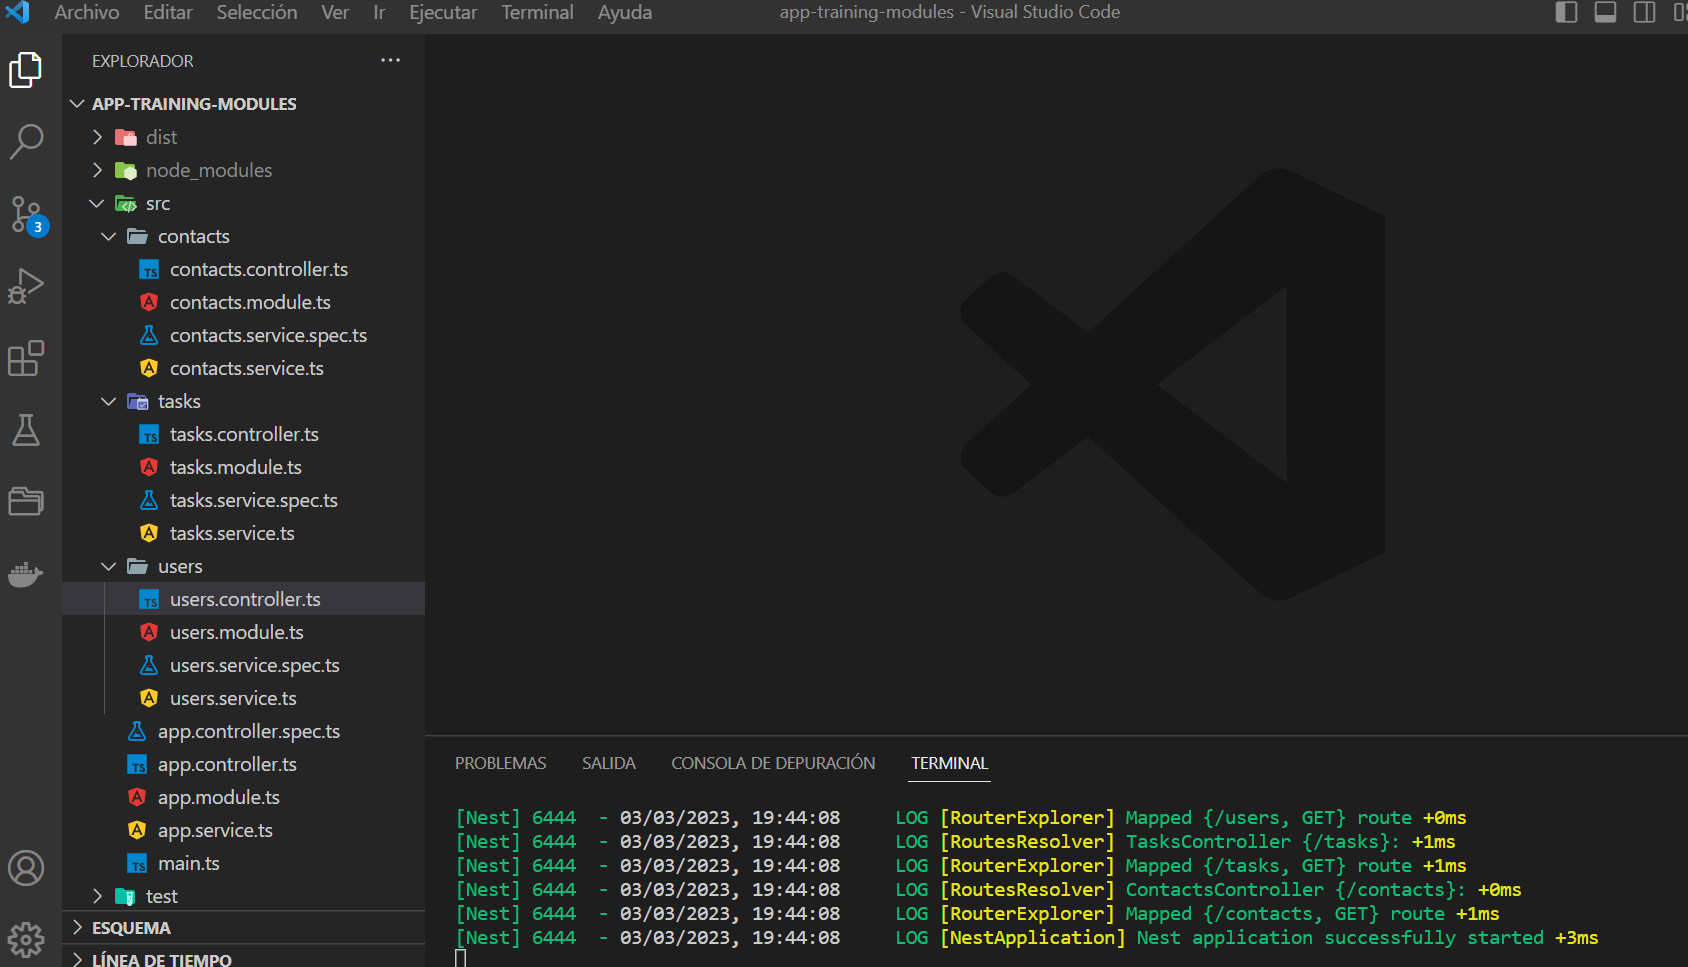 Archivo Editar Selección Ver Ir Ejecutar Terminal Ayuda app-training-modules - Visual Studio Code
EXPLORADOR
APP-TRAINING-MODULES
dist
node_modules
src
contacts
contacts.controller.ts
contacts.module.ts
contacts.service.spec.ts
contacts.service.ts
tasks
tasks.controller.ts
tasks.module.ts
tasks.service.spec.ts
tasks.service.ts
users
users.controller.ts
users.module.ts
users.service.spec.ts
users.service.ts
app.controller.spec.ts
app.controller.ts
app.module.ts
app.service.ts
main.ts
test
ESQUEMA
LÍNEA DE TIEMPO
3
PROBLEMAS SALIDA CONSOLA DE DEPURACIÓN TERMINAL
[Nest] 6444 - 03/03/2023, 19:44:08 LOG [RouterExplorer] Mapped {/users, GET} route +0ms
[Nest] 6444 - 03/03/2023, 19:44:08 LOG [RoutesResolver] TasksController {/tasks}: +1ms
[Nest] 6444 - 03/03/2023, 19:44:08 LOG [RouterExplorer] Mapped {/tasks, GET} route +1ms
[Nest] 6444 - 03/03/2023, 19:44:08 LOG [RoutesResolver] ContactsController {/contacts}: +0ms
[Nest] 6444 - 03/03/2023, 19:44:08 LOG [RouterExplorer] Mapped {/contacts, GET} route +1ms
[Nest] 6444 - 03/03/2023, 19:44:08 LOG [NestApplication] Nest application successfully started +3ms